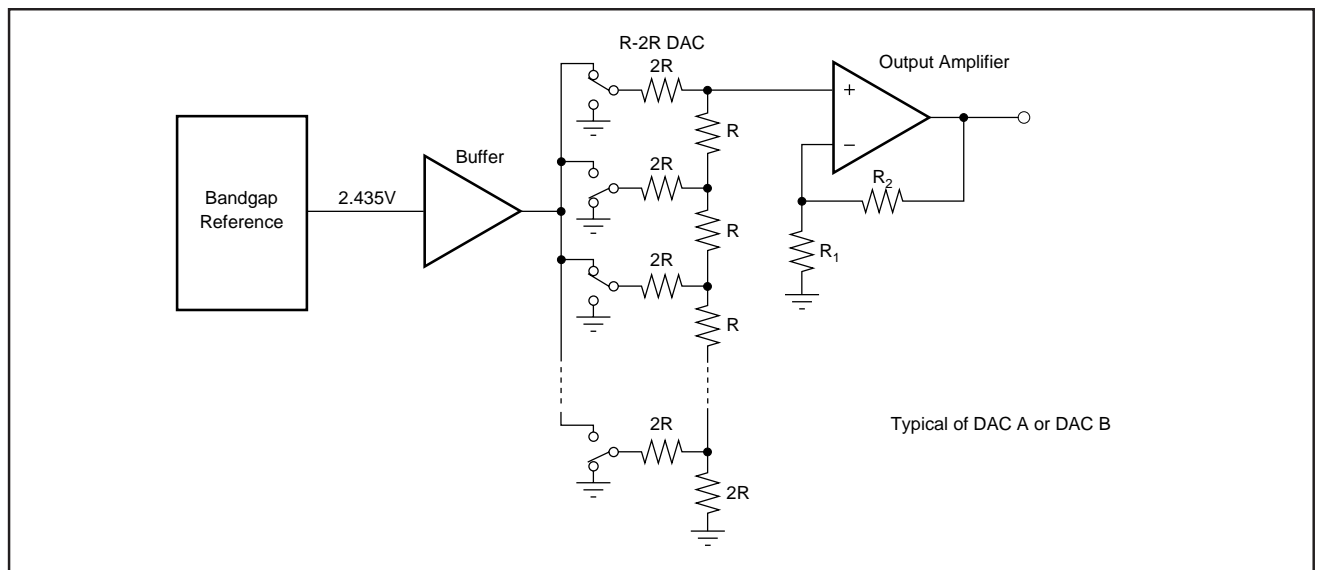 R-2R DAC
2R
Output Amplifier
+
−
R
Buffer
2R
R₂
Bandgap
Reference
2.435V
R
R₁
2R
R
2R
Typical of DAC A or DAC B
2R